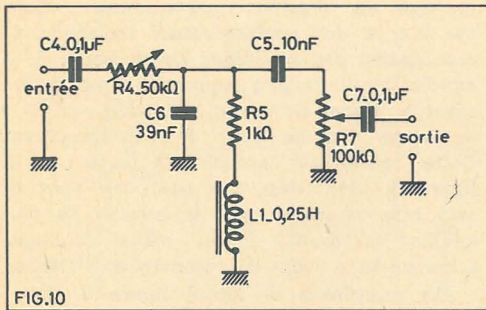 C4_0,1µF
C5_10nF
entrée
R4_50kΩ
C7_0,1µF
C6
39nF
R5
1kΩ
R7
100kΩ
sortie
L1_0,25H
FIG.10